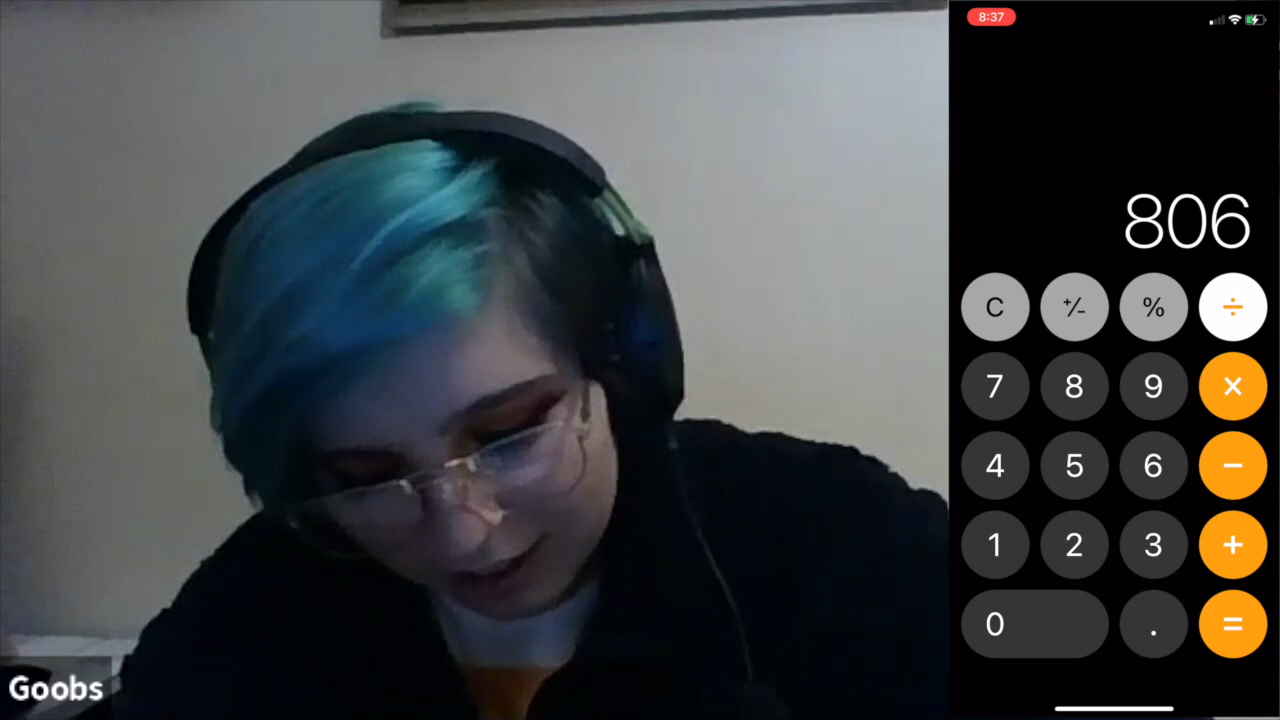 8:37
806
C +/- % ÷
7 8 9 ×
4 5 6 −
1 2 3 +
0 . =
Goobs